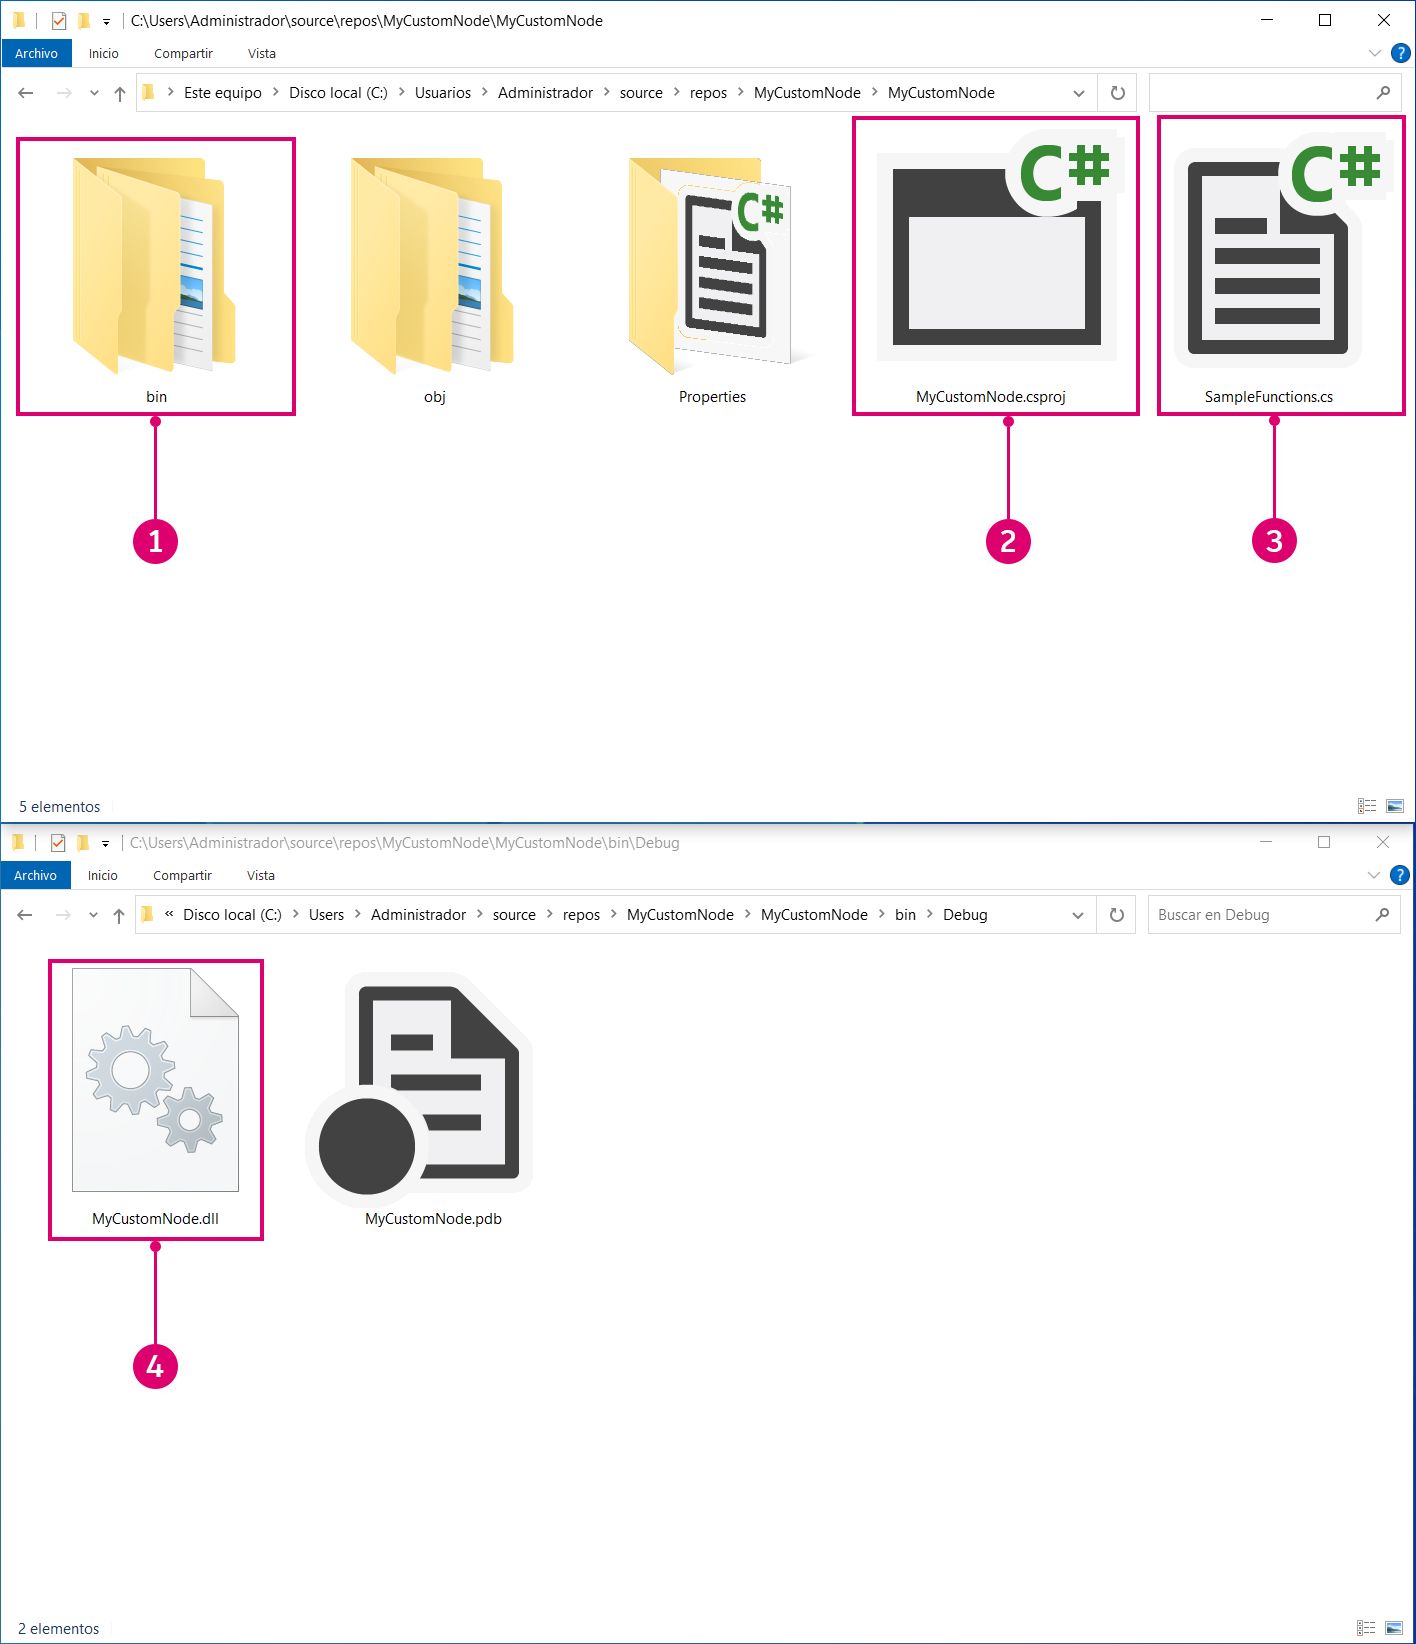 C:\Users\Administrador\source\repos\MyCustomNode\MyCustomNode
Archivo Inicio Compartir Vista ?
Este equipo > Disco local (C:) > Usuarios > Administrador > source > repos > MyCustomNode > MyCustomNode
C#
C#
C#
bin obj Properties MyCustomNode.csproj SampleFunctions.cs
1 2 3
5 elementos
C:\Users\Administrador\source\repos\MyCustomNode\MyCustomNode\bin\Debug
Archivo Inicio Compartir Vista ?
« Disco local (C:) > Users > Administrador > source > repos > MyCustomNode > MyCustomNode > bin > Debug Buscar en Debug
MyCustomNode.dll MyCustomNode.pdb
4
2 elementos